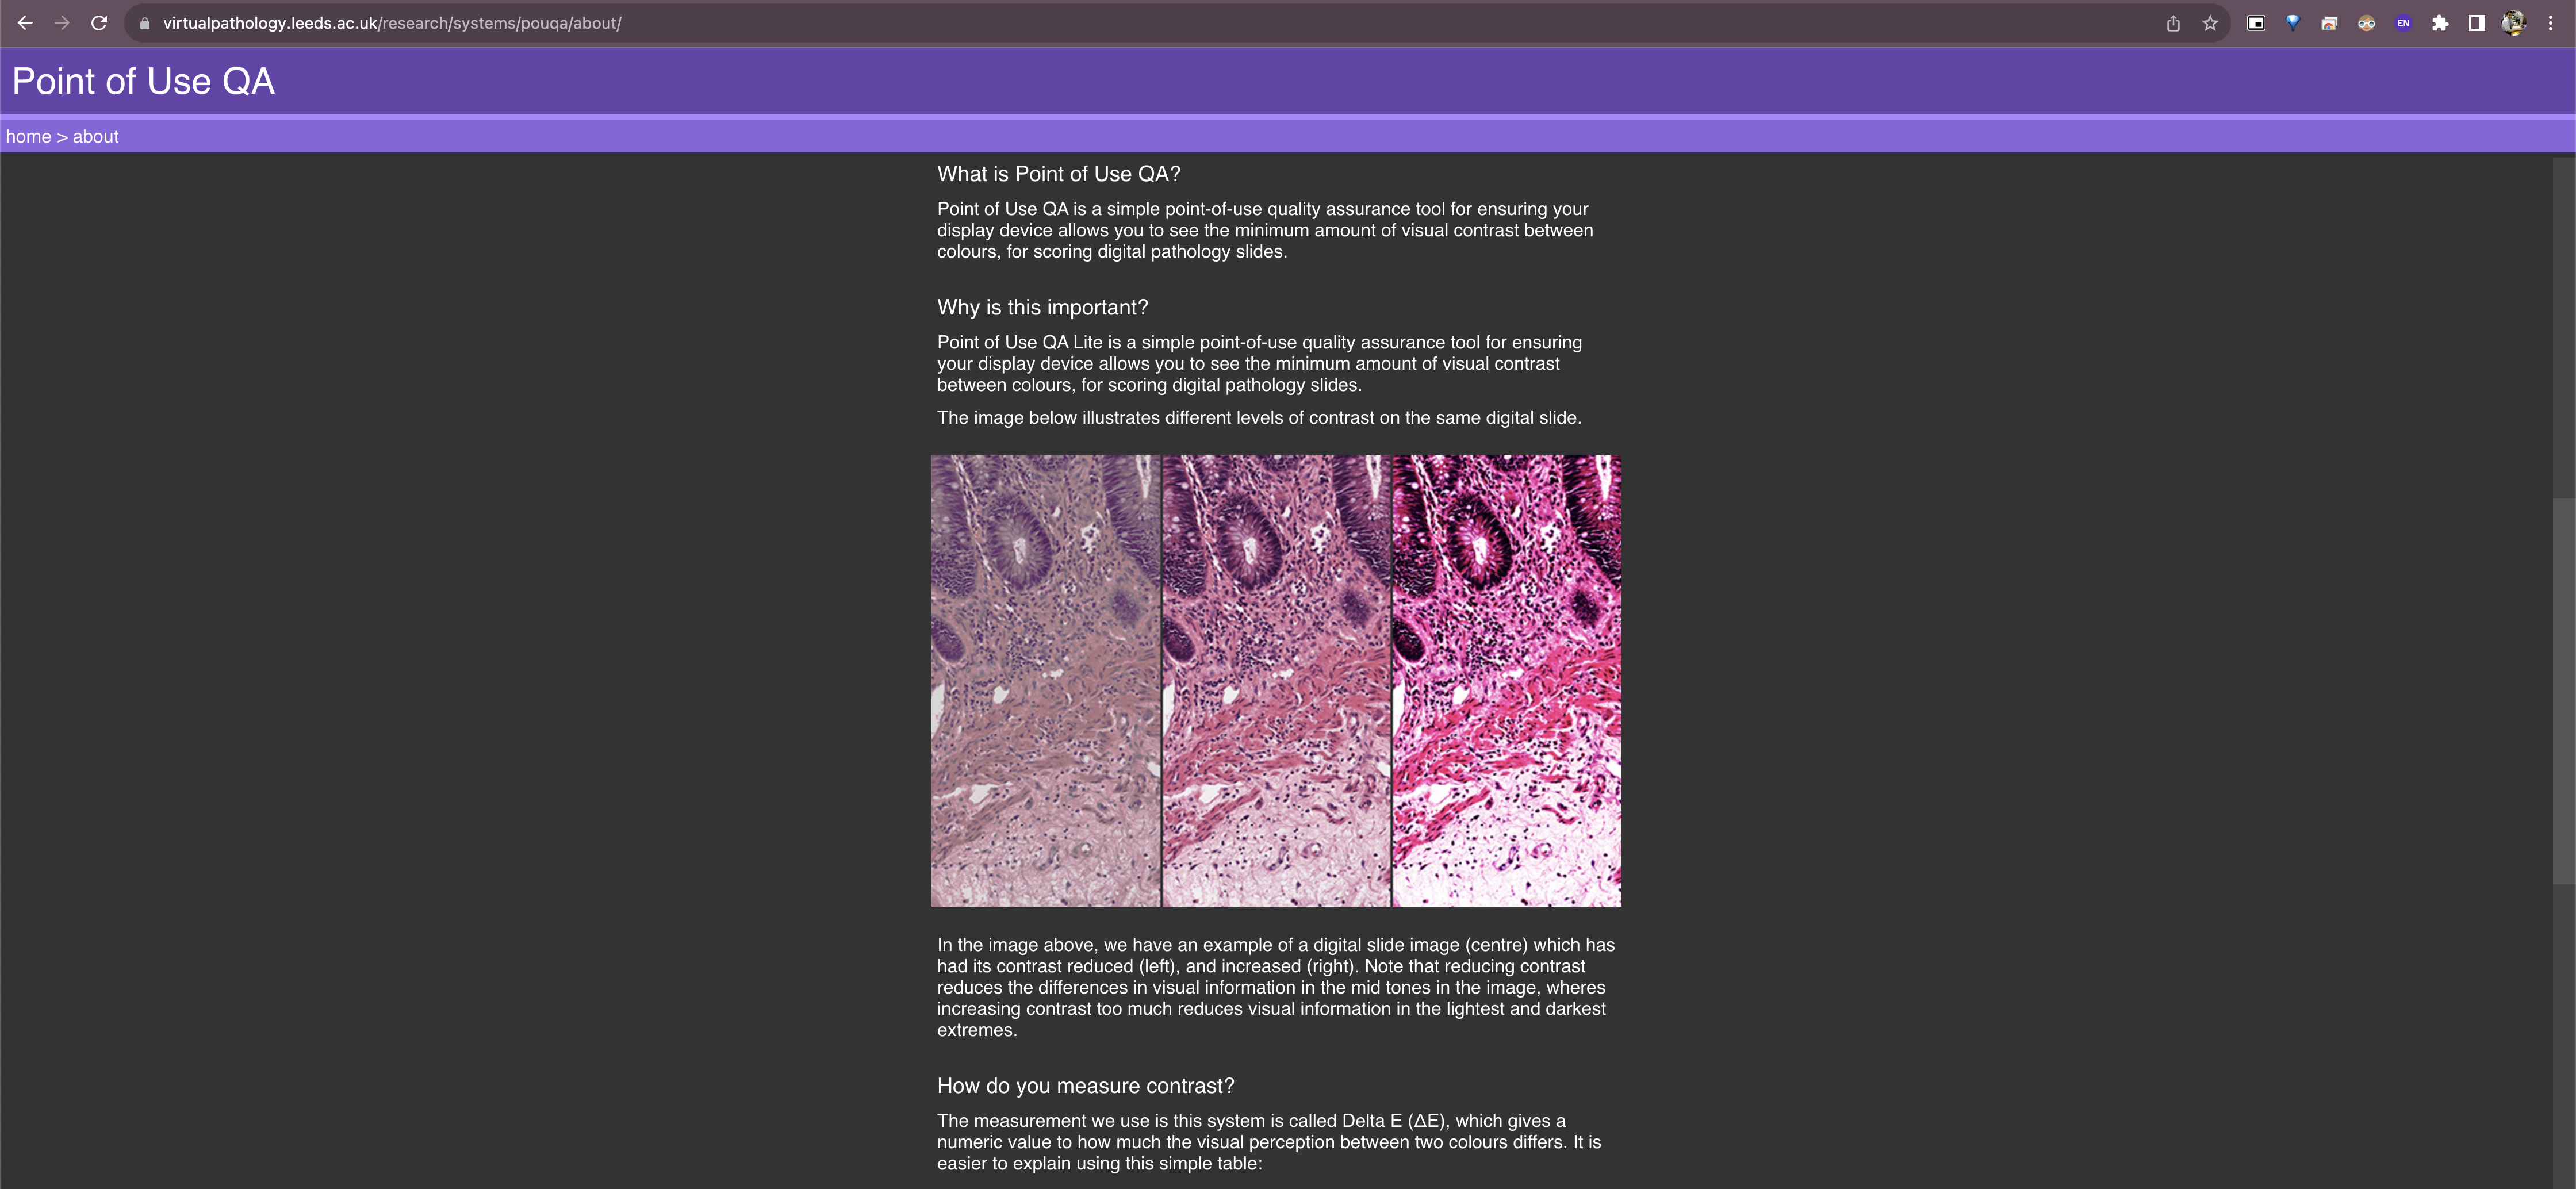 virtualpathology.leeds.ac.uk/research/systems/pouqa/about/
EN
Point of Use QA
home > about
What is Point of Use QA?
Point of Use QA is a simple point-of-use quality assurance tool for ensuring your
display device allows you to see the minimum amount of visual contrast between
colours, for scoring digital pathology slides.
Why is this important?
Point of Use QA Lite is a simple point-of-use quality assurance tool for ensuring
your display device allows you to see the minimum amount of visual contrast
between colours, for scoring digital pathology slides.
The image below illustrates different levels of contrast on the same digital slide.
In the image above, we have an example of a digital slide image (centre) which has
had its contrast reduced (left), and increased (right). Note that reducing contrast
reduces the differences in visual information in the mid tones in the image, wheres
increasing contrast too much reduces visual information in the lightest and darkest
extremes.
How do you measure contrast?
The measurement we use is this system is called Delta E (ΔE), which gives a
numeric value to how much the visual perception between two colours differs. It is
easier to explain using this simple table: